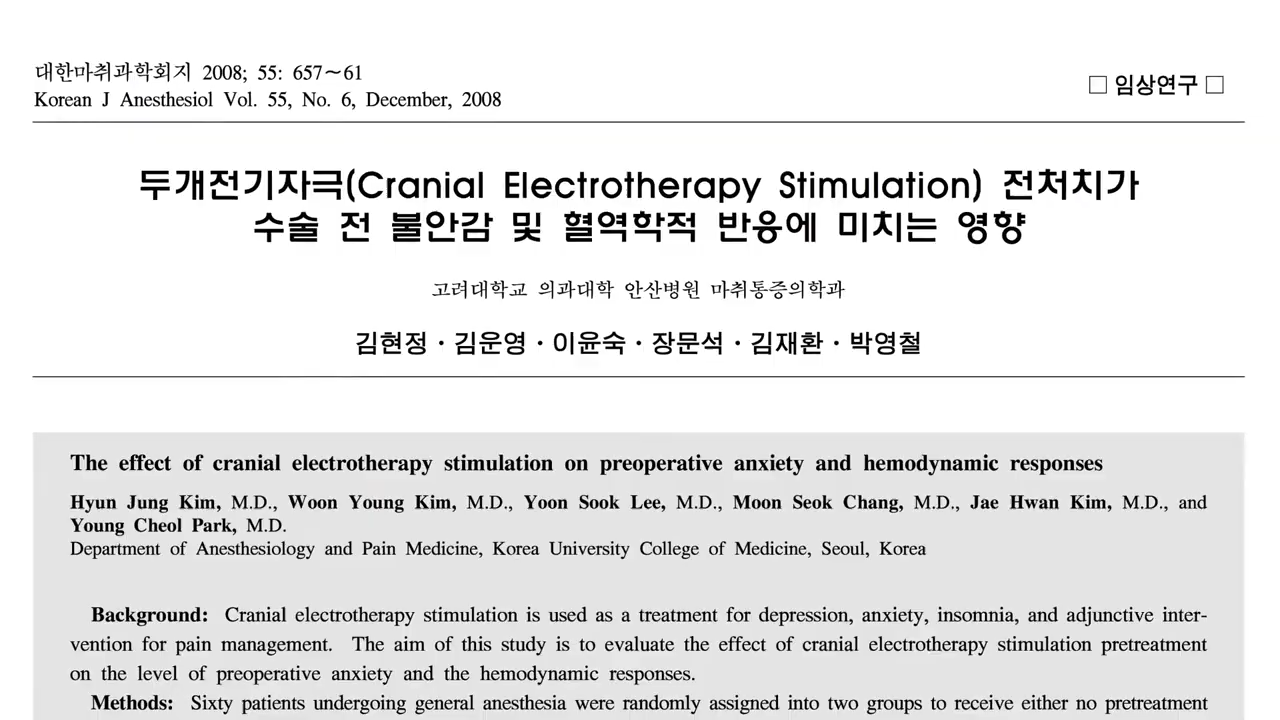 대한마취과학회지 2008; 55: 657~61
Korean J Anesthesiol Vol. 55, No. 6, December, 2008
□ 임상연구 □
두개전기자극(Cranial Electrotherapy Stimulation) 전처치가
수술 전 불안감 및 혈역학적 반응에 미치는 영향
고려대학교 의과대학 안산병원 마취통증의학과
김현정・김운영・이윤숙・장문석・김재환・박영철
The effect of cranial electrotherapy stimulation on preoperative anxiety and hemodynamic responses
Hyun Jung Kim, M.D., Woon Young Kim, M.D., Yoon Sook Lee, M.D., Moon Seok Chang, M.D., Jae Hwan Kim, M.D., and
Young Cheol Park, M.D.
Department of Anesthesiology and Pain Medicine, Korea University College of Medicine, Seoul, Korea
Background: Cranial electrotherapy stimulation is used as a treatment for depression, anxiety, insomnia, and adjunctive inter-
vention for pain management. The aim of this study is to evaluate the effect of cranial electrotherapy stimulation pretreatment
on the level of preoperative anxiety and the hemodynamic responses.
Methods: Sixty patients undergoing general anesthesia were randomly assigned into two groups to receive either no pretreatment